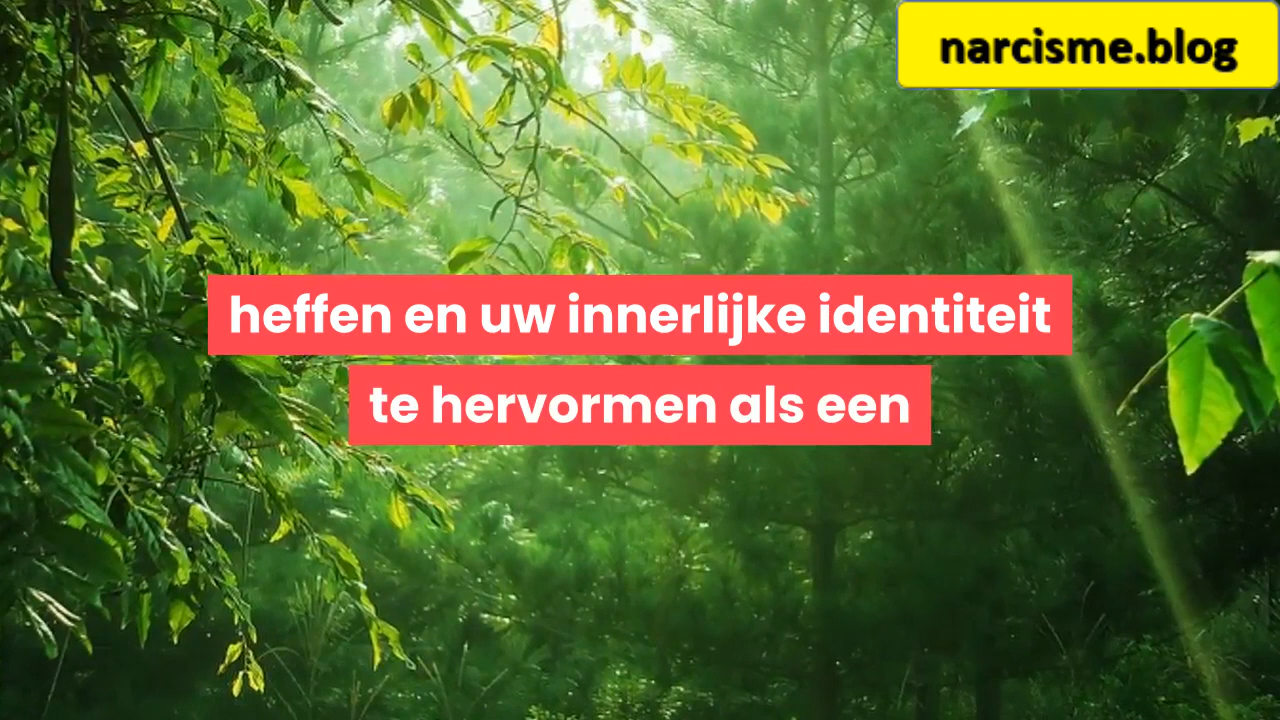 narcisme.blog
heffen en uw innerlijke identiteit
te hervormen als een